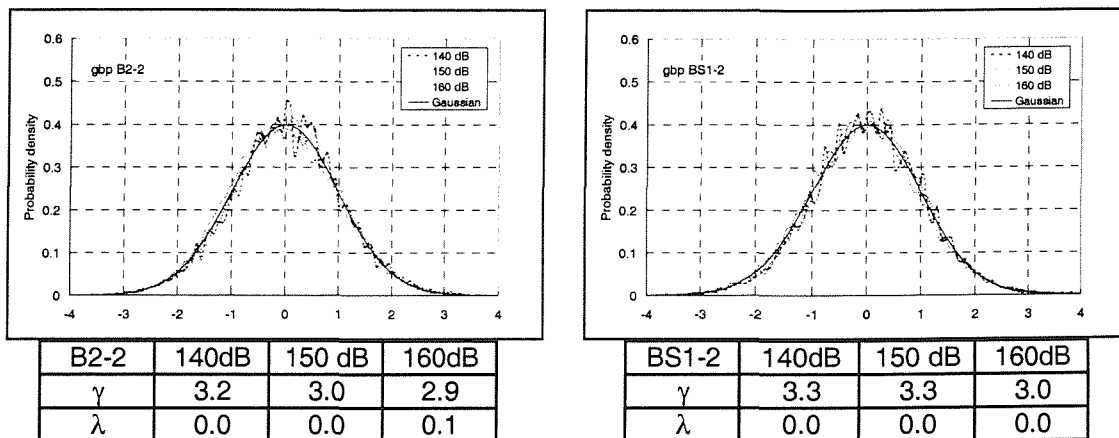 0.6
0.5
0.4
0.3
0.2
0.1
0
Probability density
gbp B2-2
140 dB
150 dB
160 dB
Gaussian
-4 -3 -2 -1 0 1 2 3 4
B2-2 140dB 150 dB 160dB
γ 3.2 3.0 2.9
λ 0.0 0.0 0.1
0.6
0.5
0.4
0.3
0.2
0.1
0
Probability density
gbp BS1-2
140 dB
150 dB
160 dB
Gaussian
-4 -3 -2 -1 0 1 2 3 4
BS1-2 140dB 150 dB 160dB
γ 3.3 3.3 3.0
λ 0.0 0.0 0.0